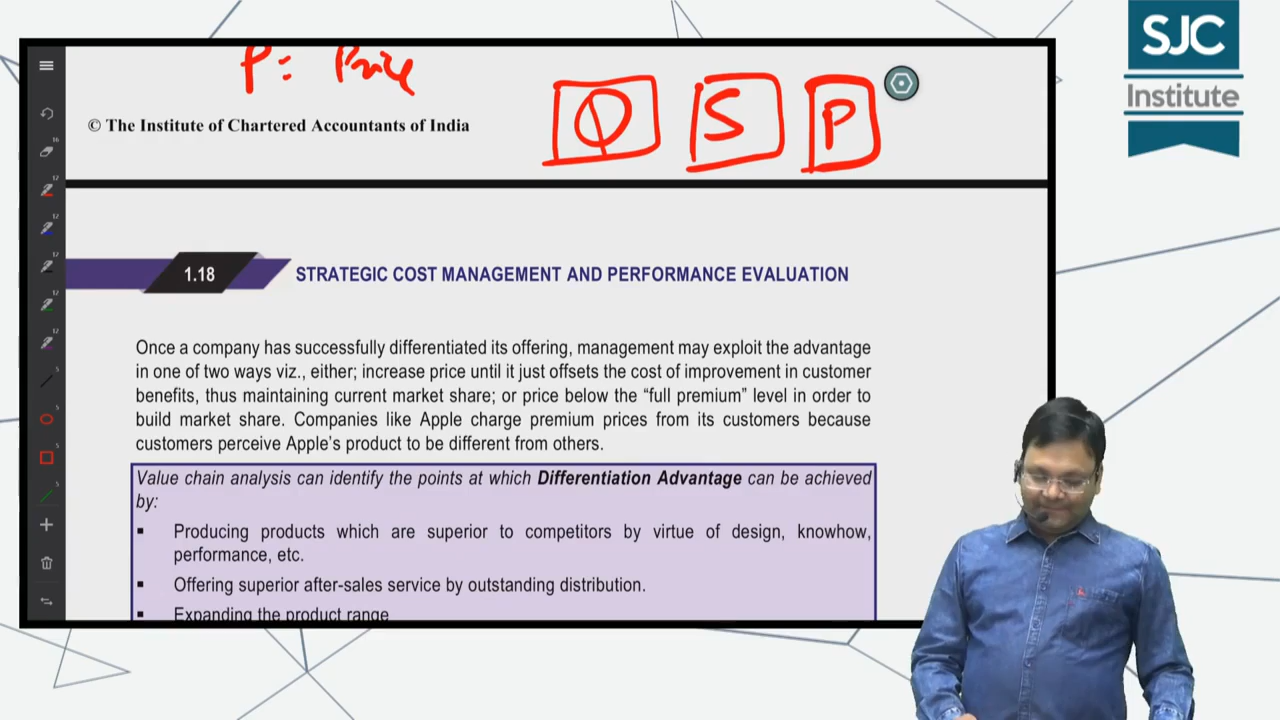 P: Price
Q S P
SJC
Institute
© The Institute of Chartered Accountants of India
1.18
STRATEGIC COST MANAGEMENT AND PERFORMANCE EVALUATION
Once a company has successfully differentiated its offering, management may exploit the advantage
in one of two ways viz., either; increase price until it just offsets the cost of improvement in customer
benefits, thus maintaining current market share; or price below the “full premium” level in order to
build market share. Companies like Apple charge premium prices from its customers because
customers perceive Apple's product to be different from others.
Value chain analysis can identify the points at which Differentiation Advantage can be achieved
by:
▪ Producing products which are superior to competitors by virtue of design, knowhow,
performance, etc.
▪ Offering superior after-sales service by outstanding distribution.
▪ Expanding the product range